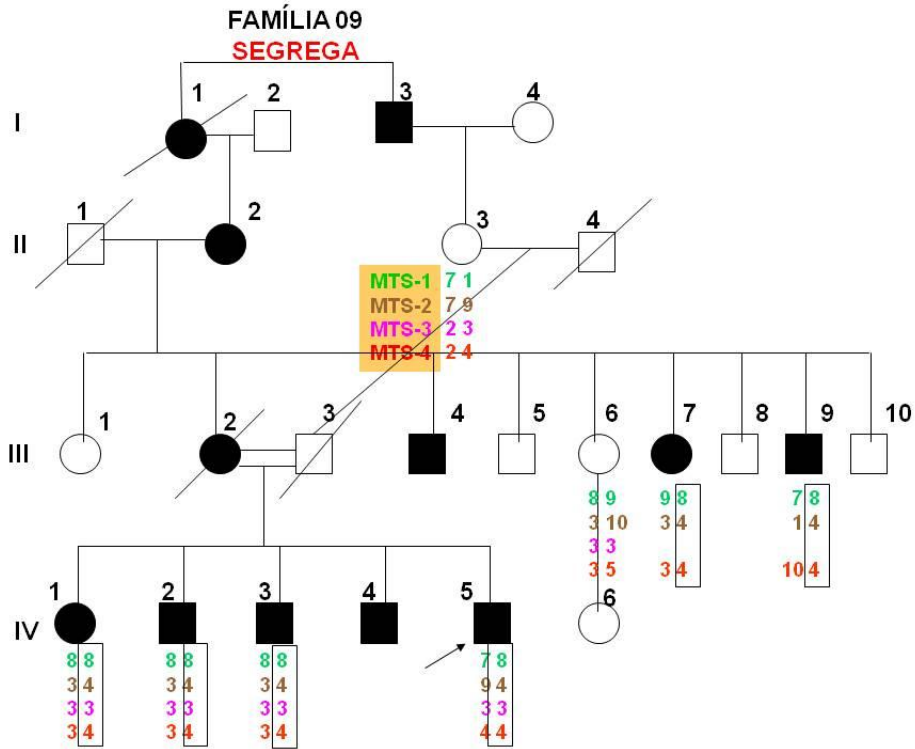 FAMÍLIA 09
SEGREGA
1 2 3 4
I
1 2 3 4
II
MTS-1 7 1
MTS-2 7 9
MTS-3 2 3
MTS-4 2 4
1 2 3 4 5 6 7 8 9 10
III
8 9 9 8 7 8
3 10 3 4 1 4
3 3
3 5 3 4 10 4
1 2 3 4 5 6
IV
8 8 8 8 8 8 7 8
3 4 3 4 3 4 9 4
3 3 3 3 3 3 3 3
3 4 3 4 3 4 4 4